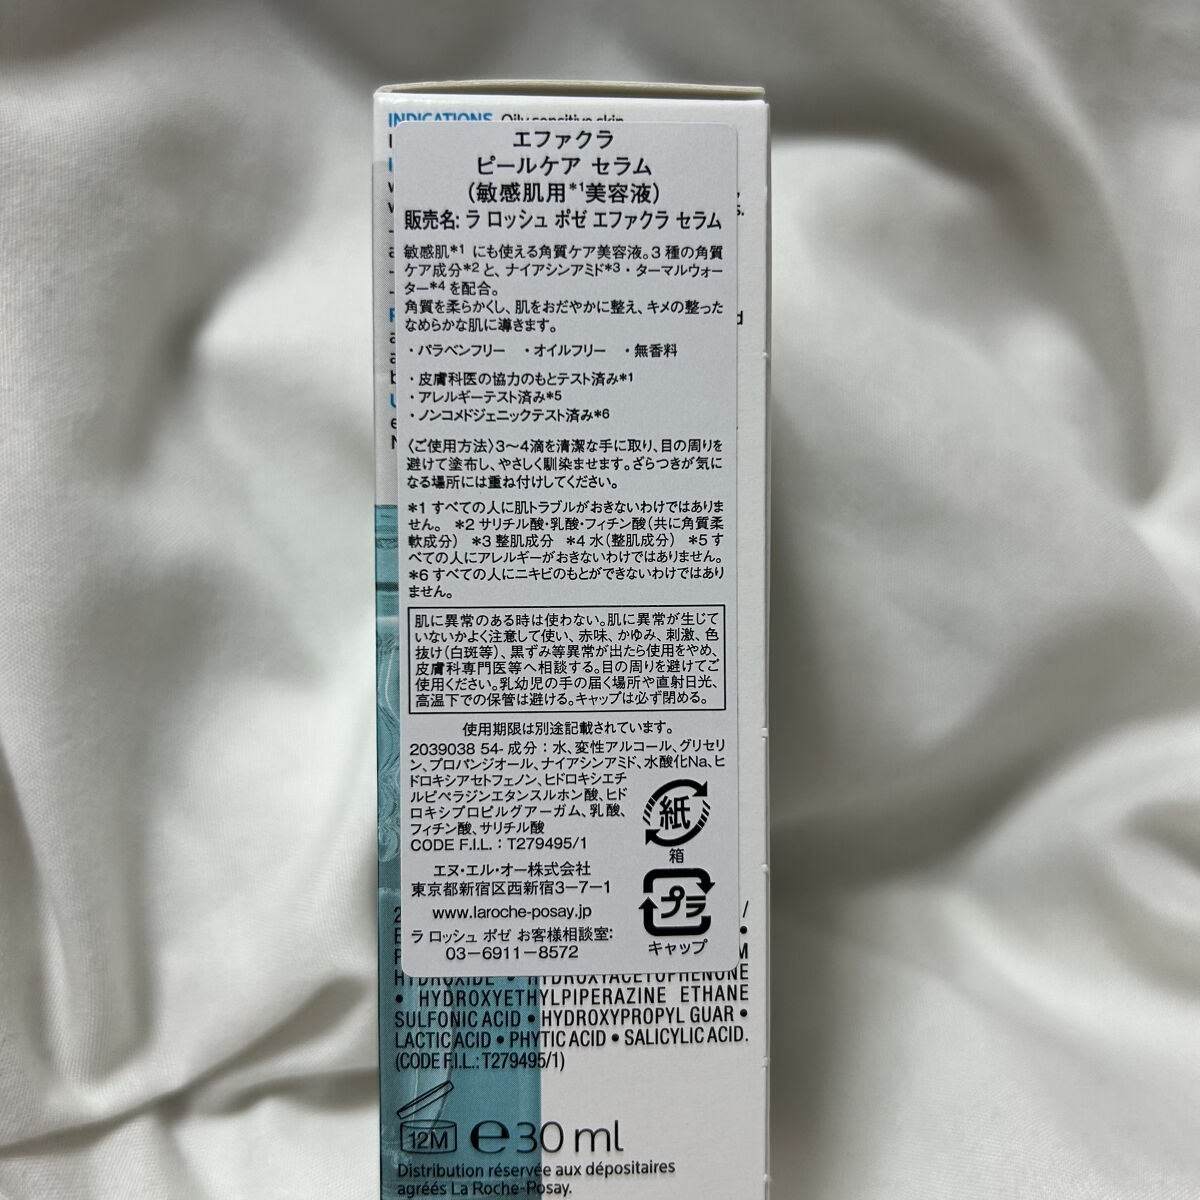 INDICATIONS Oily sensitive skin
エファクラ
ピールケア セラム
(敏感肌用*1美容液)
販売名: ラ ロッシュ ポゼ エファクラ セラム
敏感肌*1 にも使える角質ケア美容液。3 種の角質
ケア成分*2 と、ナイアシンアミド*3・ターマルウォー
ター*4 を配合。
角質を柔らかくし、肌をおだやかに整え、キメの整った
なめらかな肌に導きます。
・パラベンフリー ・オイルフリー ・無香料
・皮膚科医の協力のもとテスト済み*1
・アレルギーテスト済み*5
・ノンコメドジェニックテスト済み*6
〈ご使用方法〉3～4滴を清潔な手に取り、目の周りを
避けて塗布し、やさしく馴染ませます。ざらつきが気に
なる場所には重ね付けしてください。
*1 すべての人に肌トラブルがおきないわけではありま
せん。 *2 サリチル酸・乳酸・フィチン酸(共に角質柔
軟成分) *3 整肌成分 *4 水(整肌成分) *5 す
べての人にアレルギーがおきないわけではありません。
*6 すべての人にニキビのもとができないわけではあり
ません。
肌に異常のある時は使わない。肌に異常が生じて
いないかよく注意して使い、赤味、かゆみ、刺激、色
抜け(白斑等)、黒ずみ等異常が出たら使用をやめ、
皮膚科専門医等へ相談する。目の周りを避けてご
使用ください。乳幼児の手の届く場所や直射日光、
高温下での保管は避ける。キャップは必ず閉める。
使用期限は別途記載されています。
2039038 54- 成分：水、変性アルコール、グリセリ
ン、プロパンジオール、ナイアシンアミド、水酸化Na、ヒ
ドロキシアセトフェノン、ヒドロキシエチ
ルピペラジンエタンスルホン酸、ヒド
ロキシプロピルグアーガム、乳酸、
フィチン酸、サリチル酸
CODE F.I.L.：T279495/1
紙
箱
エヌ・エル・オー株式会社
東京都新宿区西新宿3-7-1
www.laroche-posay.jp
ラ ロッシュ ポゼ お客様相談室:
03-6911-8572
プラ
キャップ
HYDROXIDE • HYDROXYACETOPHENONE
• HYDROXYETHYLPIPERAZINE ETHANE
SULFONIC ACID • HYDROXYPROPYL GUAR •
LACTIC ACID • PHYTIC ACID • SALICYLIC ACID.
(CODE F.I.L.: T279495/1)
12M e 30 ml
Distribution réservée aux dépositaires
agréés La Roche-Posay.